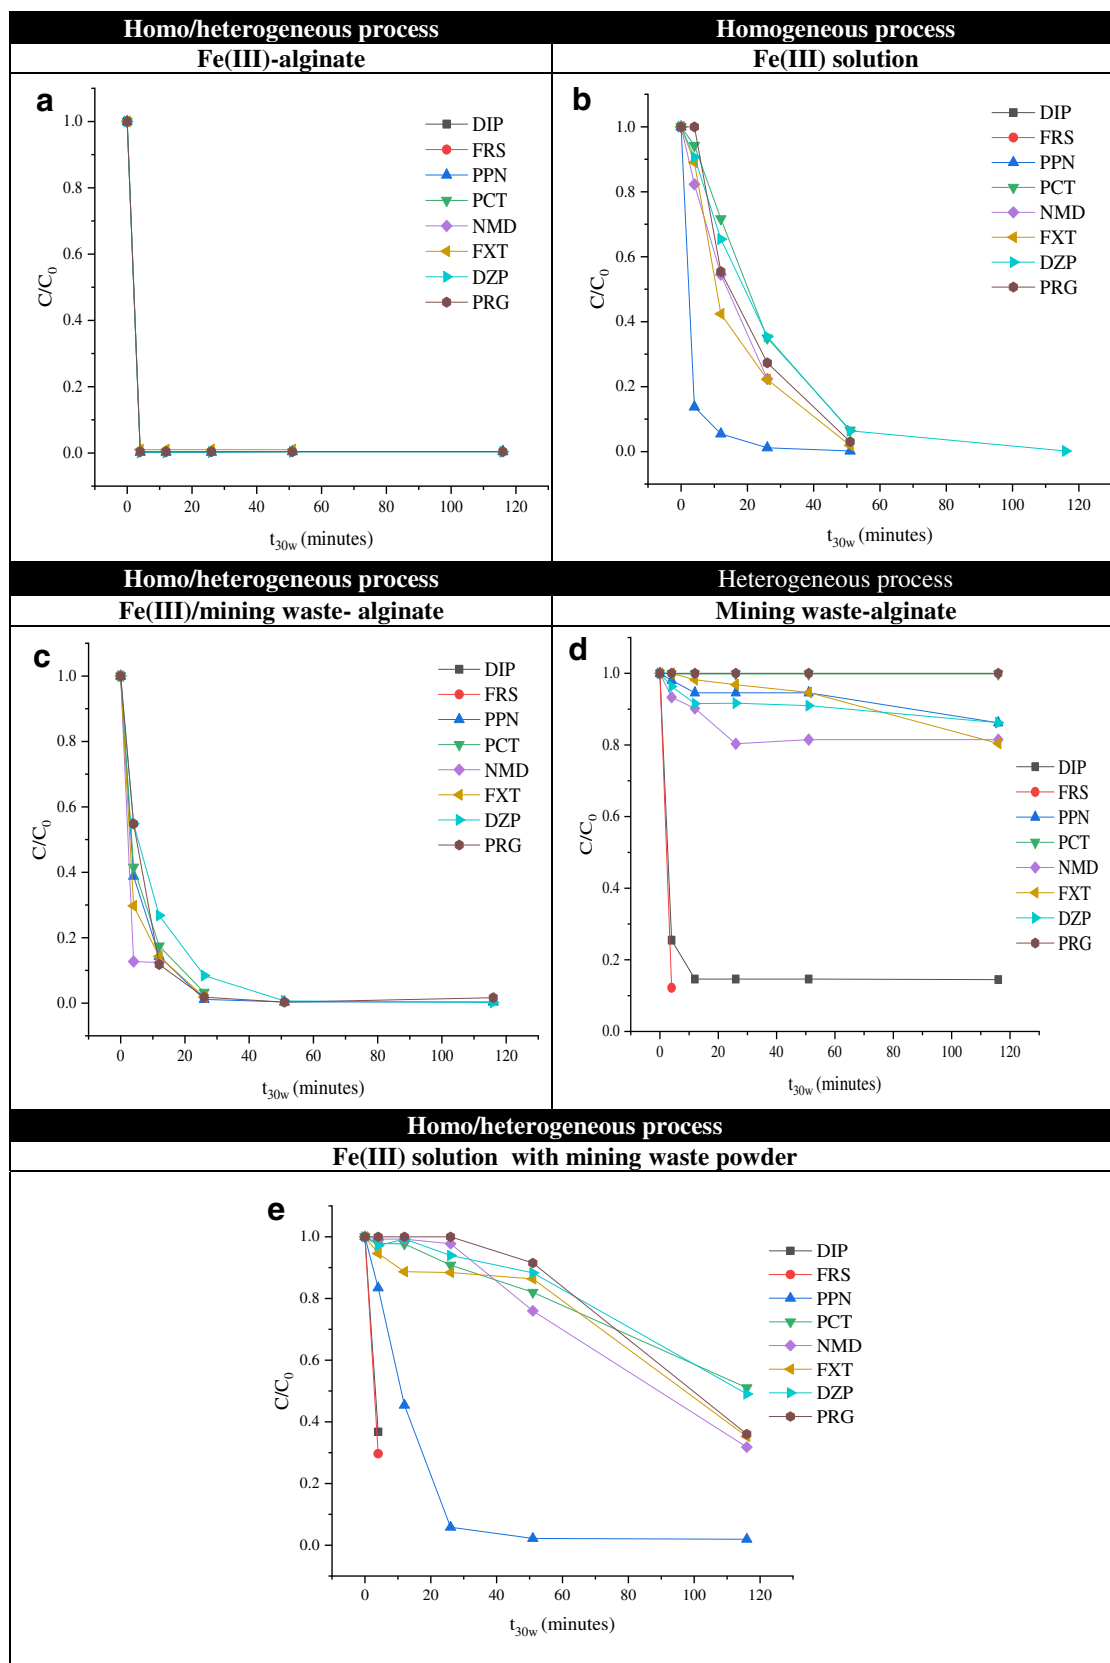 Homo/heterogeneous process
Homogeneous process
Fe(III)-alginate
Fe(III) solution
a
1.0
0.8
0.6
0.4
0.2
0.0
C/C0
0 20 40 60 80 100 120
t30w (minutes)
DIP
FRS
PPN
PCT
NMD
FXT
DZP
PRG
b
1.0
0.8
0.6
0.4
0.2
0.0
C/C0
0 20 40 60 80 100 120
t30w (minutes)
DIP
FRS
PPN
PCT
NMD
FXT
DZP
PRG
Homo/heterogeneous process
Heterogeneous process
Fe(III)/mining waste- alginate
Mining waste-alginate
c
1.0
0.8
0.6
0.4
0.2
0.0
C/C0
0 20 40 60 80 100 120
t30w (minutes)
DIP
FRS
PPN
PCT
NMD
FXT
DZP
PRG
d
1.0
0.8
0.6
0.4
0.2
0.0
C/C0
0 20 40 60 80 100 120
t30w (minutes)
DIP
FRS
PPN
PCT
NMD
FXT
DZP
PRG
Homo/heterogeneous process
Fe(III) solution with mining waste powder
e
1.0
0.8
0.6
0.4
0.2
0.0
C/C0
0 20 40 60 80 100 120
t30w (minutes)
DIP
FRS
PPN
PCT
NMD
FXT
DZP
PRG